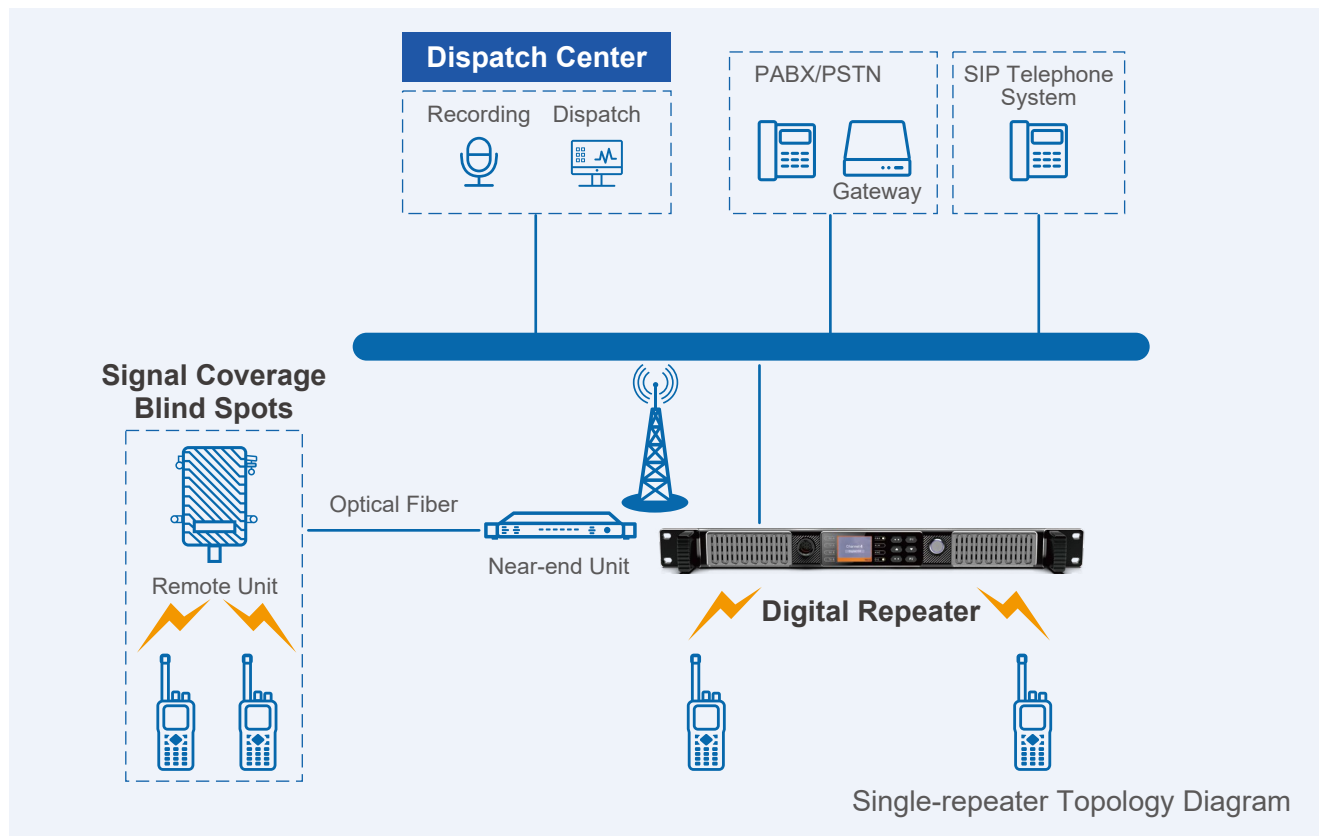 Dispatch Center
Recording
Dispatch
PABX/PSTN
Gateway
SIP Telephone
System
Signal Coverage
Blind Spots
Optical Fiber
Near-end Unit
Remote Unit
Digital Repeater
Single-repeater Topology Diagram